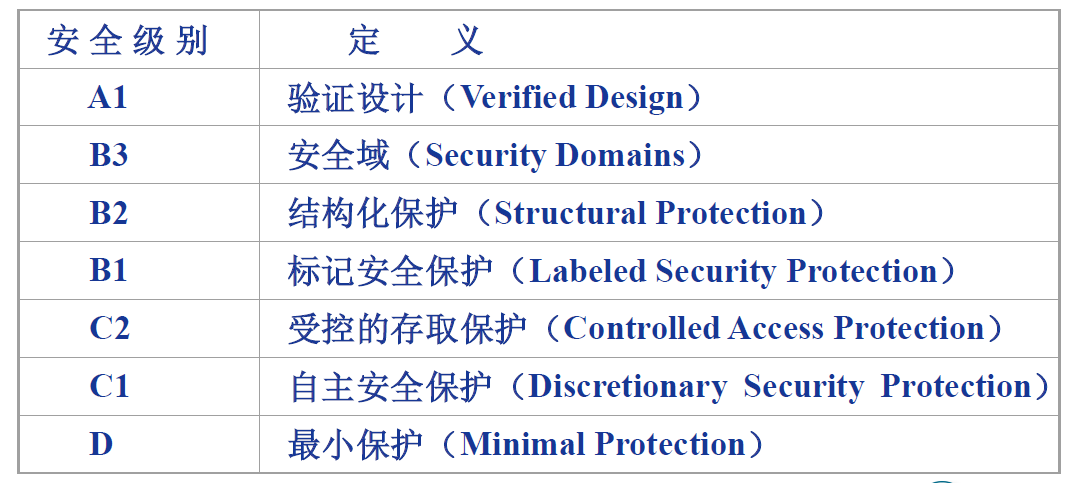 安全级别 定 义
A1 验证设计（Verified Design）
B3 安全域（Security Domains）
B2 结构化保护（Structural Protection）
B1 标记安全保护（Labeled Security Protection）
C2 受控的存取保护（Controlled Access Protection）
C1 自主安全保护（Discretionary Security Protection）
D 最小保护（Minimal Protection）